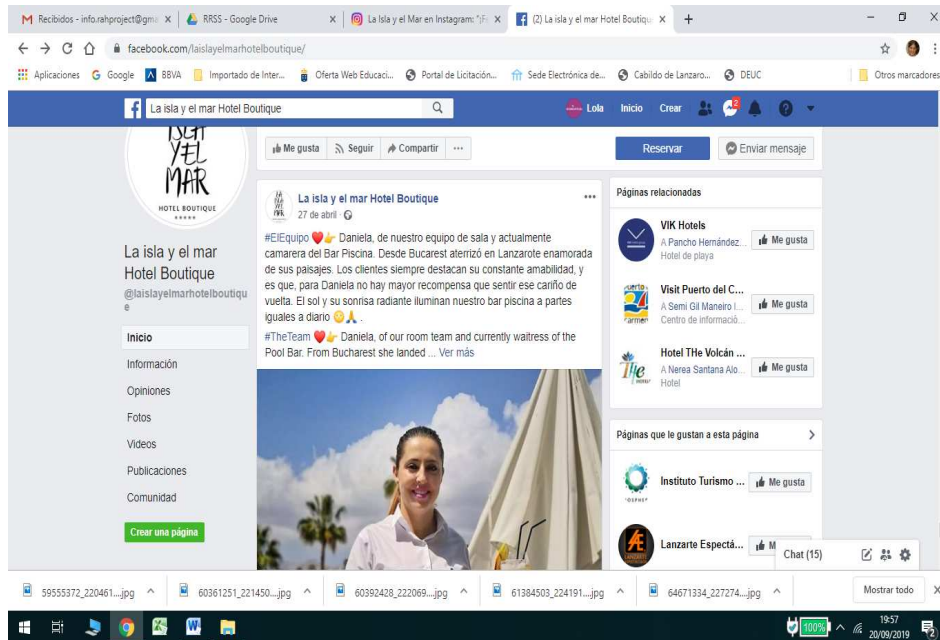 Recibidos - info.rahproject@gma
RRSS - Google Drive
La Isla y el Mar en Instagram: "¡Fr
(2) La isla y el mar Hotel Boutiqu
facebook.com/laislayelmarhotelboutique/
Aplicaciones
Google
BBVA
Importado de Inter...
Oferta Web Educaci...
Portal de Licitación...
Sede Electrónica de...
Cabildo de Lanzaro...
DEUC
Otros marcadores
La isla y el mar Hotel Boutique
Lola
Inicio
Crear
2
ISLA
Y EL
MAR
HOTEL BOUTIQUE
La isla y el mar
Hotel Boutique
@laislayelmarhotelboutiqu
e
Inicio
Información
Opiniones
Fotos
Videos
Publicaciones
Comunidad
Crear una página
Me gusta
Seguir
Compartir
Reservar
Enviar mensaje
La isla y el mar Hotel Boutique
27 de abril ·
#ElEquipo ❤️👉 Daniela, de nuestro equipo de sala y actualmente
camarera del Bar Piscina. Desde Bucarest aterrizó en Lanzarote enamorada
de sus paisajes. Los clientes siempre destacan su constante amabilidad, y
es que, para Daniela no hay mayor recompensa que sentir ese cariño de
vuelta. El sol y su sonrisa radiante iluminan nuestro bar piscina a partes
iguales a diario 😊🙏 .
#TheTeam ❤️👉 Daniela, of our room team and currently waitress of the
Pool Bar. From Bucharest she landed ... Ver más
Páginas relacionadas
VIK Hotels
A Pancho Hernández...
Hotel de playa
Me gusta
Visit Puerto del C...
A Semi Gil Maneiro I...
Centro de informació...
Me gusta
Hotel THe Volcán ...
A Nerea Santana Alo...
Hotel
Me gusta
Páginas que le gustan a esta página
Instituto Turismo ...
Me gusta
Lanzarte Espectá...
Chat (15)
59555372_220461....jpg
60361251_221450....jpg
60392428_222069....jpg
61384503_224191....jpg
64671334_227274....jpg
Mostrar todo
100%
19:57
20/09/2019